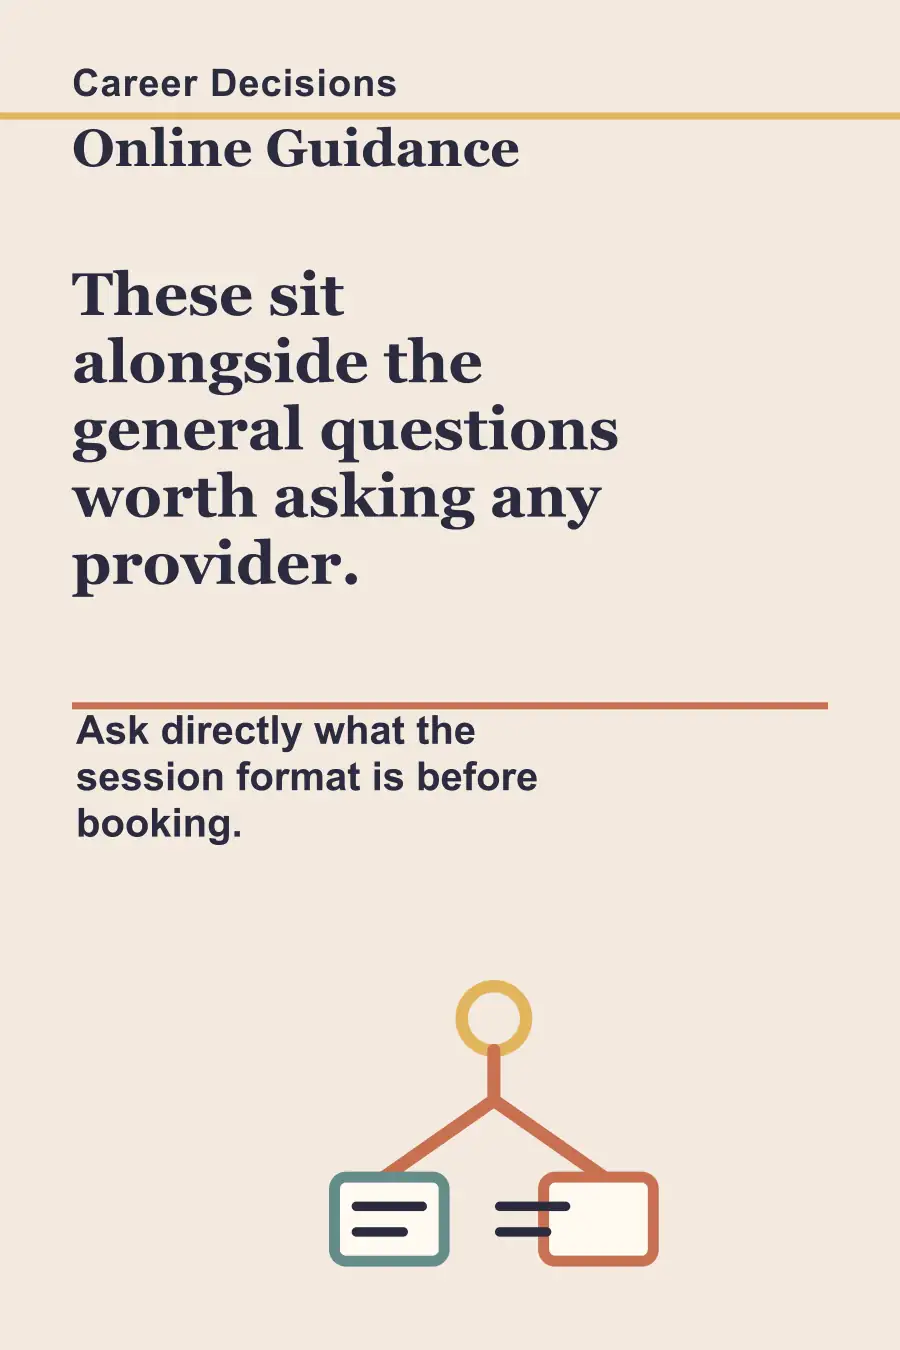 Career Decisions
Online Guidance
These sit
alongside the
general questions
worth asking any
provider.
Ask directly what the
session format is before
booking.